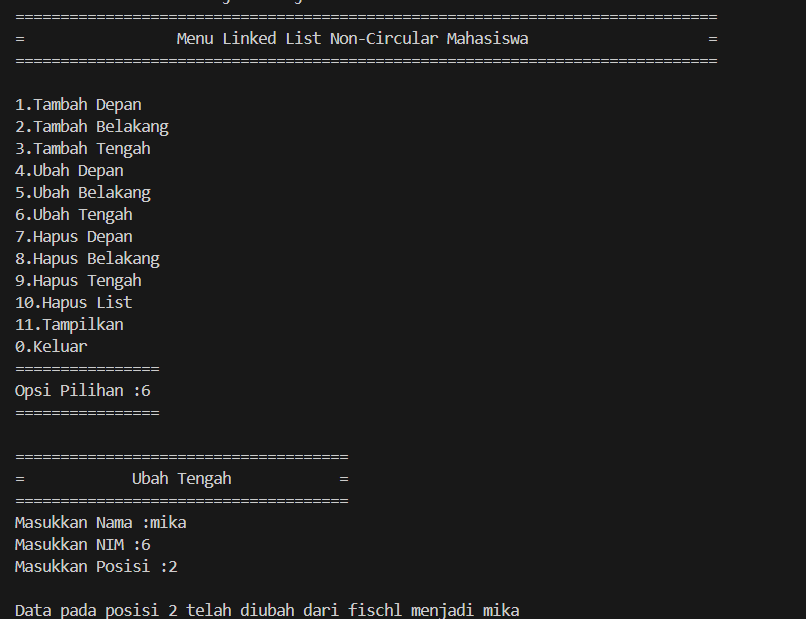 ==============================================================================
=                 Menu Linked List Non-Circular Mahasiswa                    =
==============================================================================
1.Tambah Depan
2.Tambah Belakang
3.Tambah Tengah
4.Ubah Depan
5.Ubah Belakang
6.Ubah Tengah
7.Hapus Depan
8.Hapus Belakang
9.Hapus Tengah
10.Hapus List
11.Tampilkan
0.Keluar
================
Opsi Pilihan :6
================
=====================================
=            Ubah Tengah            =
=====================================
Masukkan Nama :mika
Masukkan NIM :6
Masukkan Posisi :2
Data pada posisi 2 telah diubah dari fischl menjadi mika